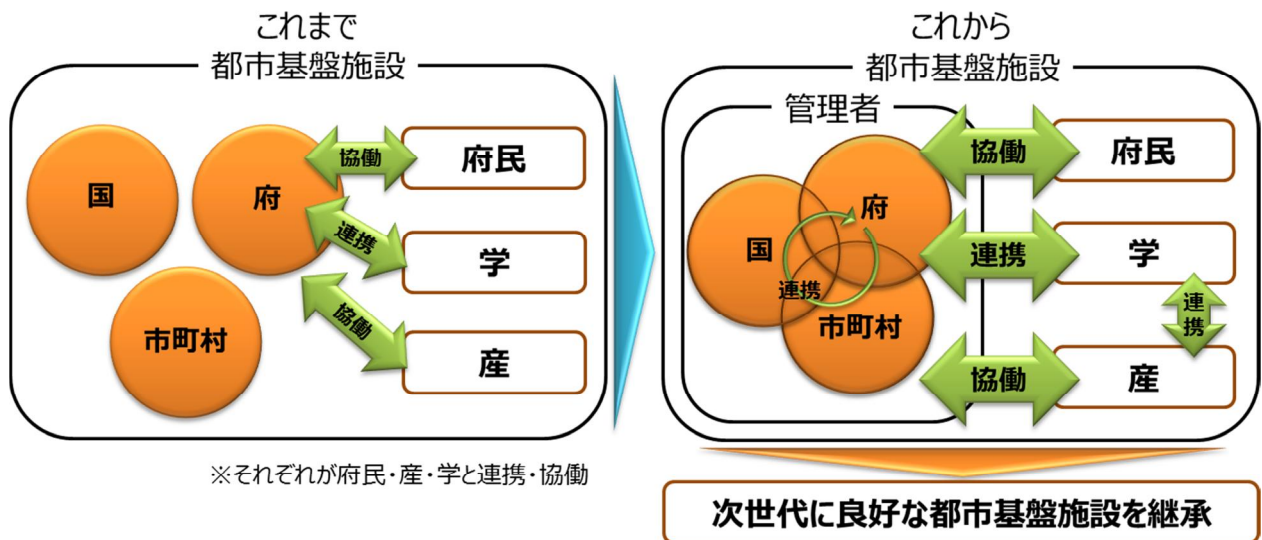 これまで
都市基盤施設
国
府
市町村
協働
連携
協働
府民
学
産
※それぞれが府民・産・学と連携・協働
これから
都市基盤施設
管理者
国
府
市町村
連携
協働
連携
協働
府民
学
連携
産
次世代に良好な都市基盤施設を継承